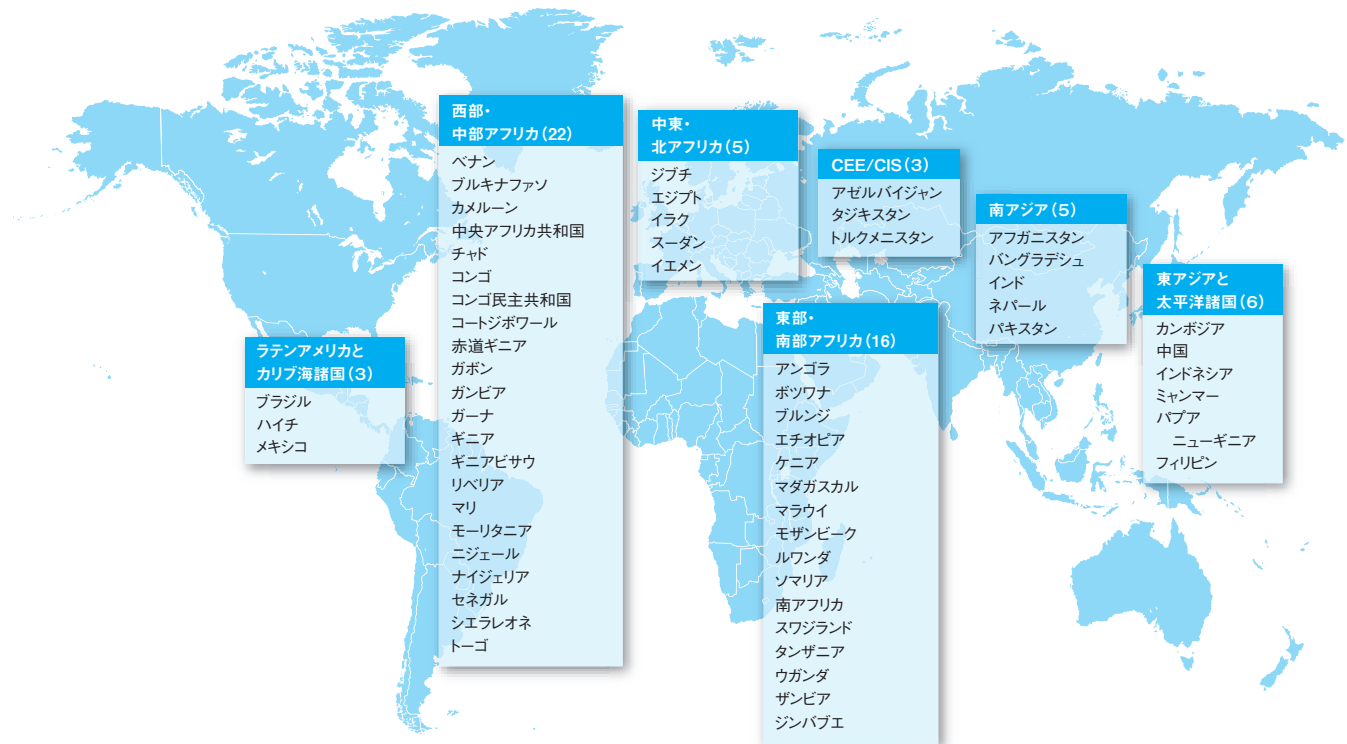 西部・
中部アフリカ(22)
ベナン
ブルキナファソ
カメルーン
中央アフリカ共和国
チャド
コンゴ
コンゴ民主共和国
コートジボワール
赤道ギニア
ガボン
ガンビア
ガーナ
ギニア
ギニアビサウ
リベリア
マリ
モーリタニア
ニジェール
ナイジェリア
セネガル
シエラレオネ
トーゴ
中東・
北アフリカ(5)
ジブチ
エジプト
イラク
スーダン
イエメン
CEE/CIS(3)
アゼルバイジャン
タジキスタン
トルクメニスタン
南アジア(5)
アフガニスタン
バングラデシュ
インド
ネパール
パキスタン
東アジアと
太平洋諸国(6)
カンボジア
中国
インドネシア
ミャンマー
パプア
ニューギニア
フィリピン
東部・
南部アフリカ(16)
アンゴラ
ボツワナ
ブルンジ
エチオピア
ケニア
マダガスカル
マラウイ
モザンビーク
ルワンダ
ソマリア
南アフリカ
スワジランド
タンザニア
ウガンダ
ザンビア
ジンバブエ
ラテンアメリカと
カリブ海諸国(3)
ブラジル
ハイチ
メキシコ